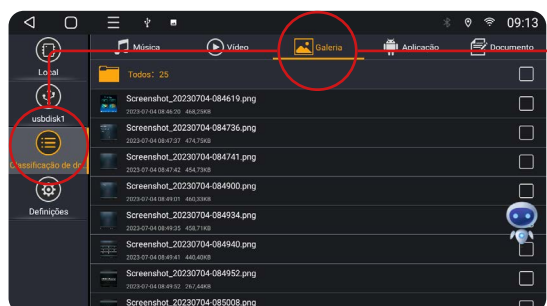 09:13
Música
Vídeo
Galeria
Aplicacão
Documento
Local
usbdisk1
Classificação de do
Definições
Todos: 25
Screenshot_20230704-084619.png
2023-07-04 08:46:20 468,25KB
Screenshot_20230704-084736.png
2023-07-04 08:47:37 474,75KB
Screenshot_20230704-084741.png
2023-07-04 08:47:42 454,73KB
Screenshot_20230704-084900.png
2023-07-04 08:49:01 460,33KB
Screenshot_20230704-084934.png
2023-07-04 08:49:35 458,71KB
Screenshot_20230704-084940.png
2023-07-04 08:49:41 440,40KB
Screenshot_20230704-084952.png
2023-07-04 08:49:52 267,44KB
Screenshot_20230704-085008.png